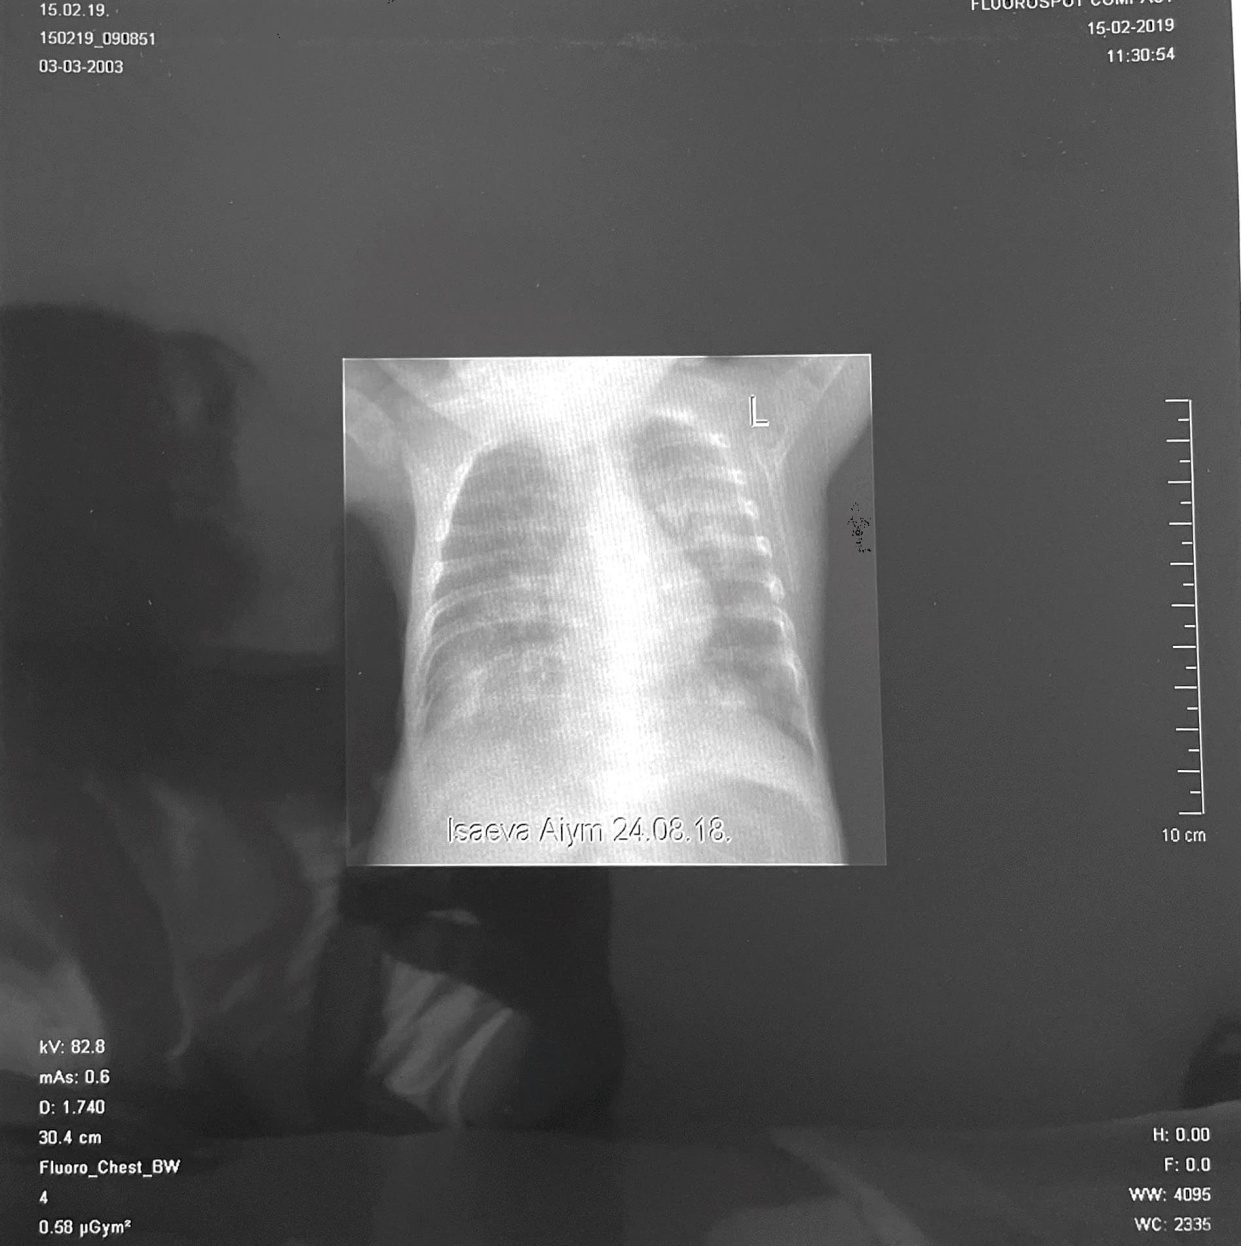 15.02.19.
150219_090851
03-03-2003
FLUOROSPOT COMPACT
15-02-2019
11:30:54
L
Isaeva Aiym 24.08.18.
10 cm
kV: 82.8
mAs: 0.6
D: 1.740
30.4 cm
Fluoro_Chest_BW
4
0.58 µGym²
H: 0.00
F: 0.0
WW: 4095
WC: 2335